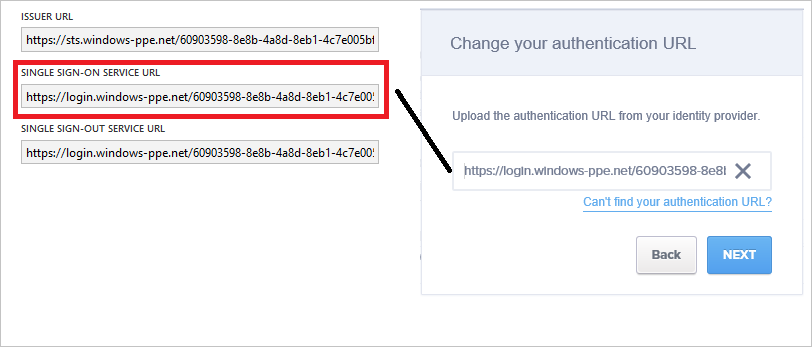 ISSUER URL
https://sts.windows-ppe.net/60903598-8e8b-4a8d-8eb1-4c7e005bf
SINGLE SIGN-ON SERVICE URL
https://login.windows-ppe.net/60903598-8e8b-4a8d-8eb1-4c7e005
SINGLE SIGN-OUT SERVICE URL
https://login.windows-ppe.net/60903598-8e8b-4a8d-8eb1-4c7e005
Change your authentication URL
Upload the authentication URL from your identity provider.
https://login.windows-ppe.net/60903598-8e8l
Can't find your authentication URL?
Back
NEXT